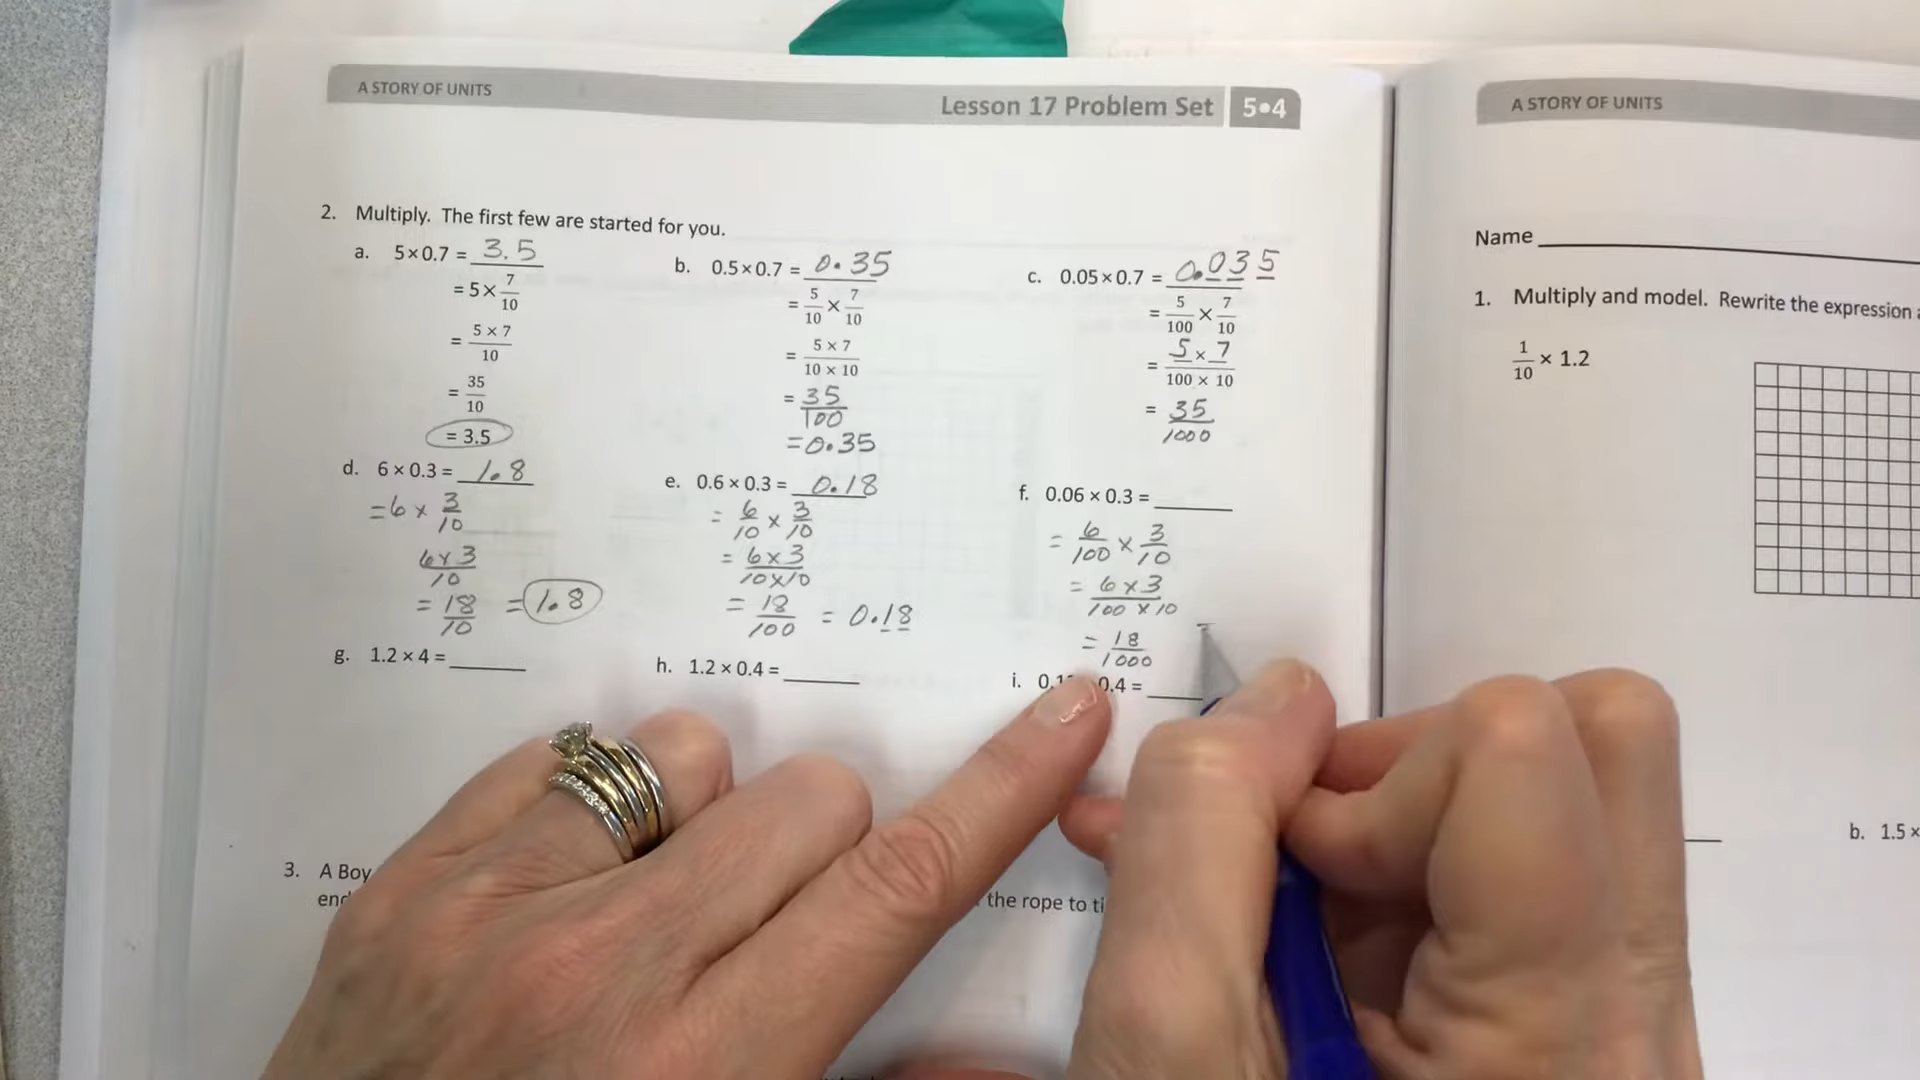 A STORY OF UNITS
Lesson 17 Problem Set 5•4
2. Multiply. The first few are started for you.
a. 5 × 0.7 = 3.5
= 5 × 7/10
= 5 × 7 / 10
= 35/10
= 3.5
b. 0.5 × 0.7 = 0.35
= 5/10 × 7/10
= 5 × 7 / 10 × 10
= 35/100
= 0.35
c. 0.05 × 0.7 = 0.035
= 5/100 × 7/10
= 5 × 7 / 100 × 10
= 35/1000
d. 6 × 0.3 = 1.8
= 6 × 3/10
6 × 3 / 10
= 18/10 = 1.8
e. 0.6 × 0.3 = 0.18
= 6/10 × 3/10
= 6 × 3 / 10 × 10
= 18/100 = 0.18
f. 0.06 × 0.3 =
= 6/100 × 3/10
= 6 × 3 / 100 × 10
= 18/1000
g. 1.2 × 4 =
h. 1.2 × 0.4 =
i. 0.4 =
3. A Boy
the rope to
A STORY OF UNITS
Name
1. Multiply and model. Rewrite the expression
1/10 × 1.2
b. 1.5 ×